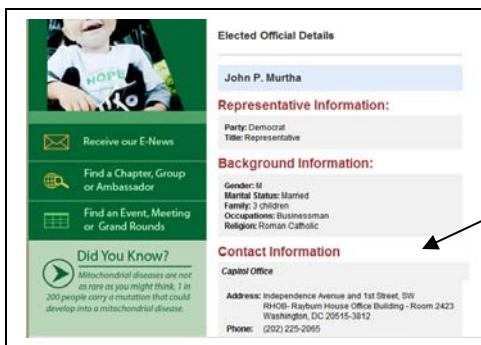 HOPE
Receive our E-News
Find a Chapter, Group
or Ambassador
Find an Event, Meeting
or Grand Rounds
Did You Know?
Mitochondrial diseases are not
as rare as you might think, 1 in
200 people carry a mutation that could
develop into a mitochondrial disease.
Elected Official Details
John P. Murtha
Representative Information:
Party: Democrat
Title: Representative
Background Information:
Gender: M
Marital Status: Married
Family: 3 children
Occupations: Businessman
Religion: Roman Catholic
Contact Information
Capitol Office
Address: Independence Avenue and 1st Street, SW
RHOB- Rayburn House Office Building - Room 2423
Washington, DC 20515-3812
Phone: (202) 225-2065